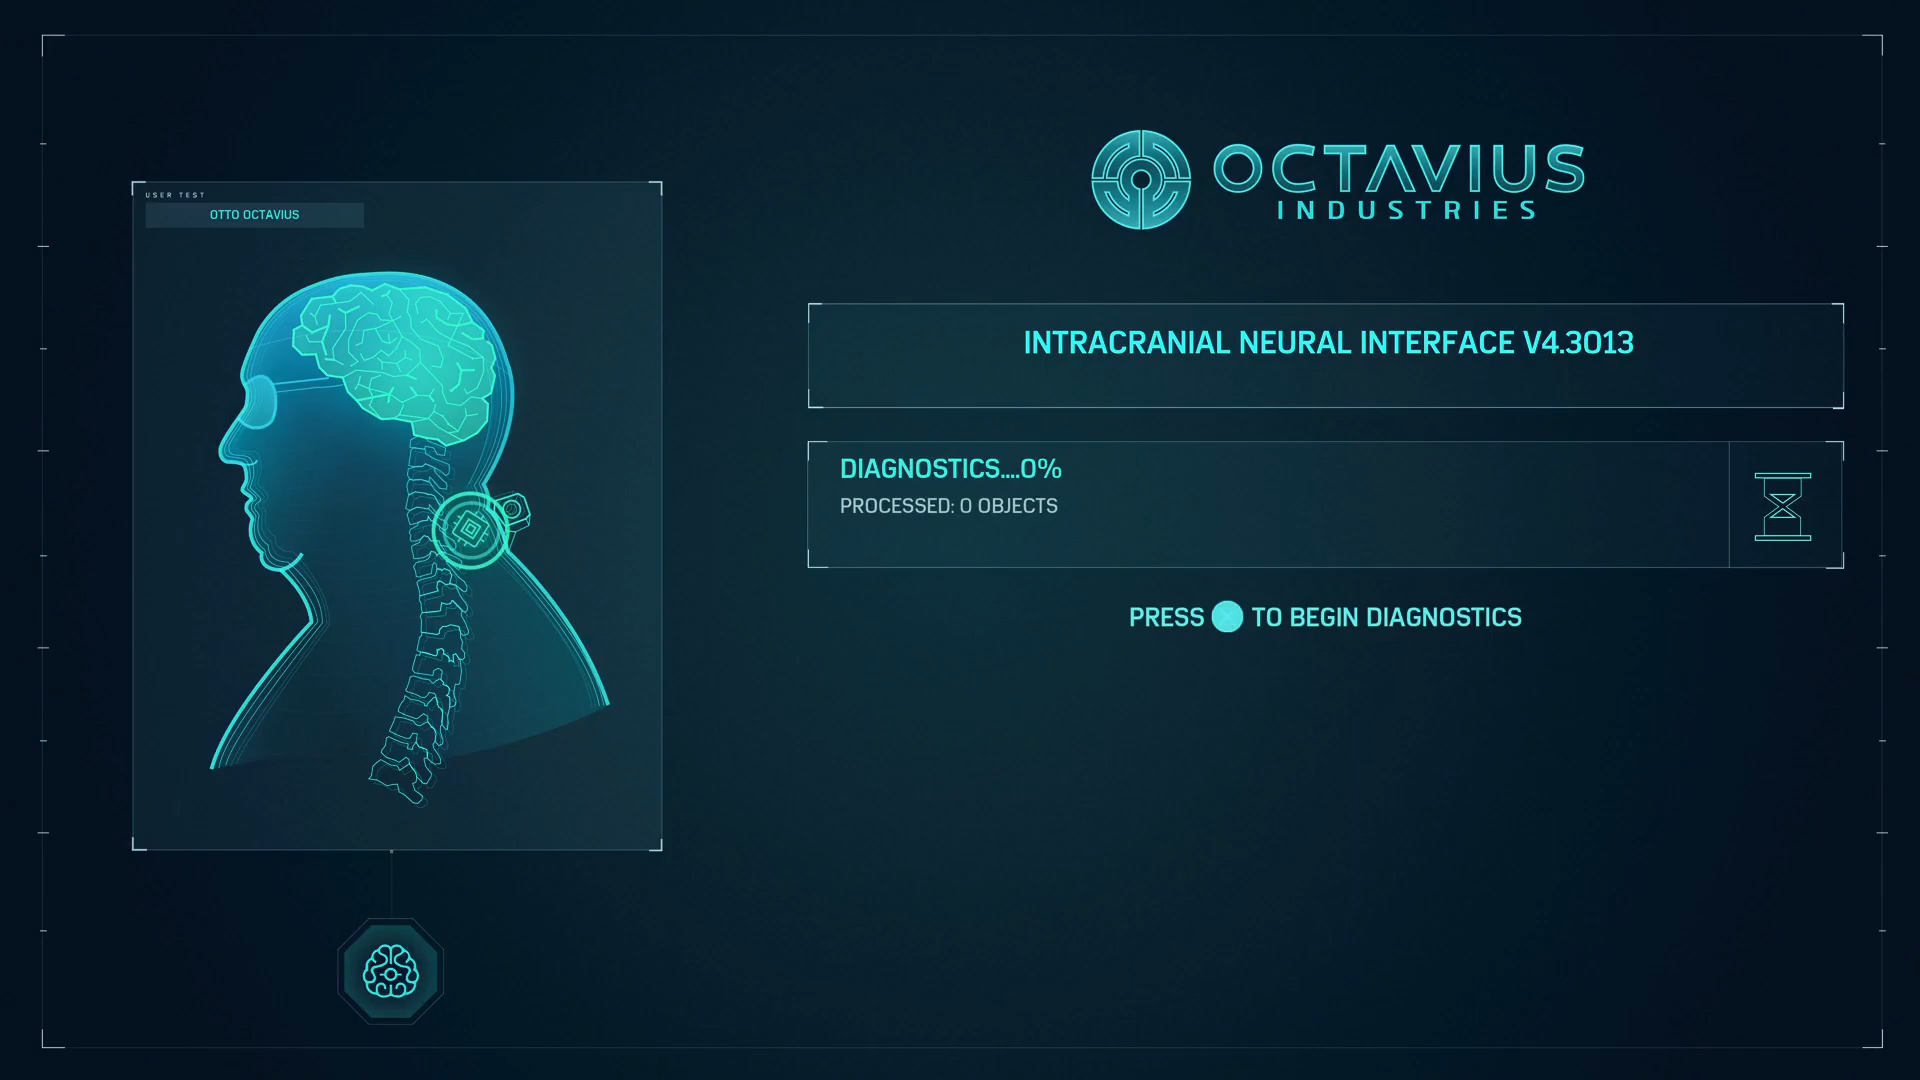 USER TEST
OTTO OCTAVIUS
OCTAVIUS
INDUSTRIES
INTRACRANIAL NEURAL INTERFACE V4.3013
DIAGNOSTICS....0%
PROCESSED: 0 OBJECTS
PRESS TO BEGIN DIAGNOSTICS